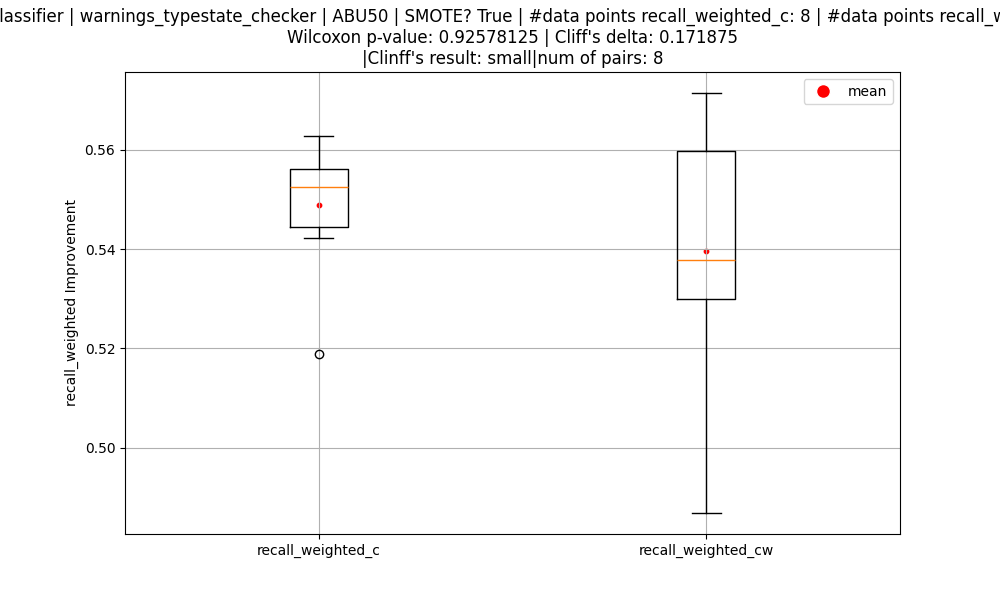 lassifier | warnings_typestate_checker | ABU50 | SMOTE? True | #data points recall_weighted_c: 8 | #data points
Wilcoxon p-value: 0.92578125 | Cliff's delta: 0.171875
|Clinff's result: small|num of pairs: 8
mean
0.56
0.54
0.52
0.50
recall_weighted Improvement
recall_weighted_c
recall_weighted_cw